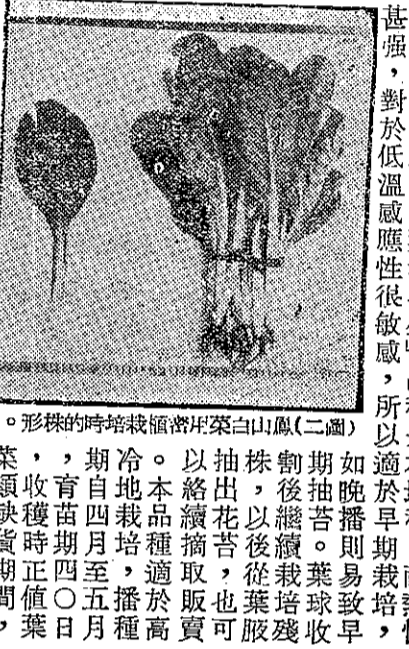 甚强，對於低溫感應性很敏感，所以適於早期栽培，
如晚播則易致早
期抽苔。葉球收
割後繼續栽培殘
株，以後從葉腋
抽出花苔，也可
以絡續摘取販賣
。本品種適於高
冷地栽培，播種
期自四月至五月
，育苗期四〇日
，收穫時正值葉
菜類缺貨期間，
(圖二)鳳山白菜用密植栽培時的株形。